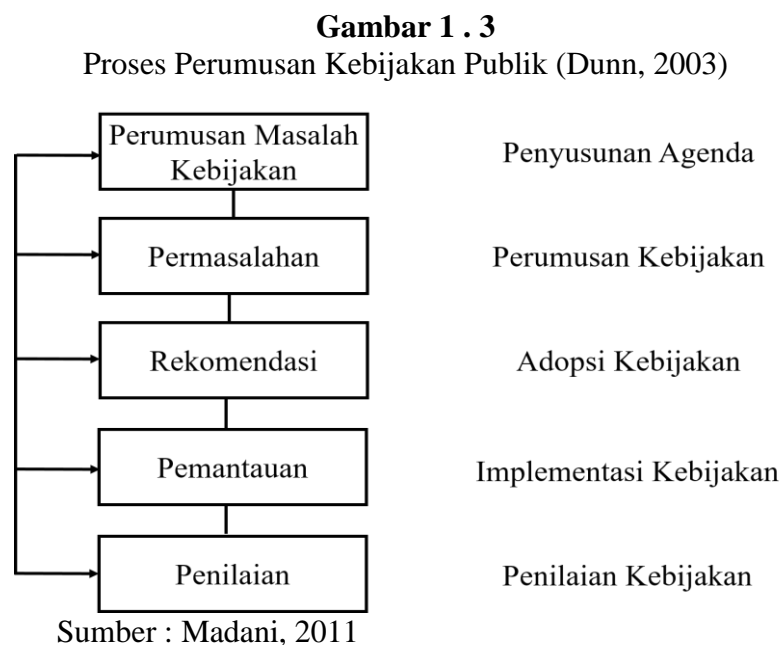 Gambar 1 . 3
Proses Perumusan Kebijakan Publik (Dunn, 2003)
Perumusan Masalah
Kebijakan
Penyusunan Agenda
Permasalahan
Perumusan Kebijakan
Rekomendasi
Adopsi Kebijakan
Pemantauan
Implementasi Kebijakan
Penilaian
Penilaian Kebijakan
Sumber : Madani, 2011